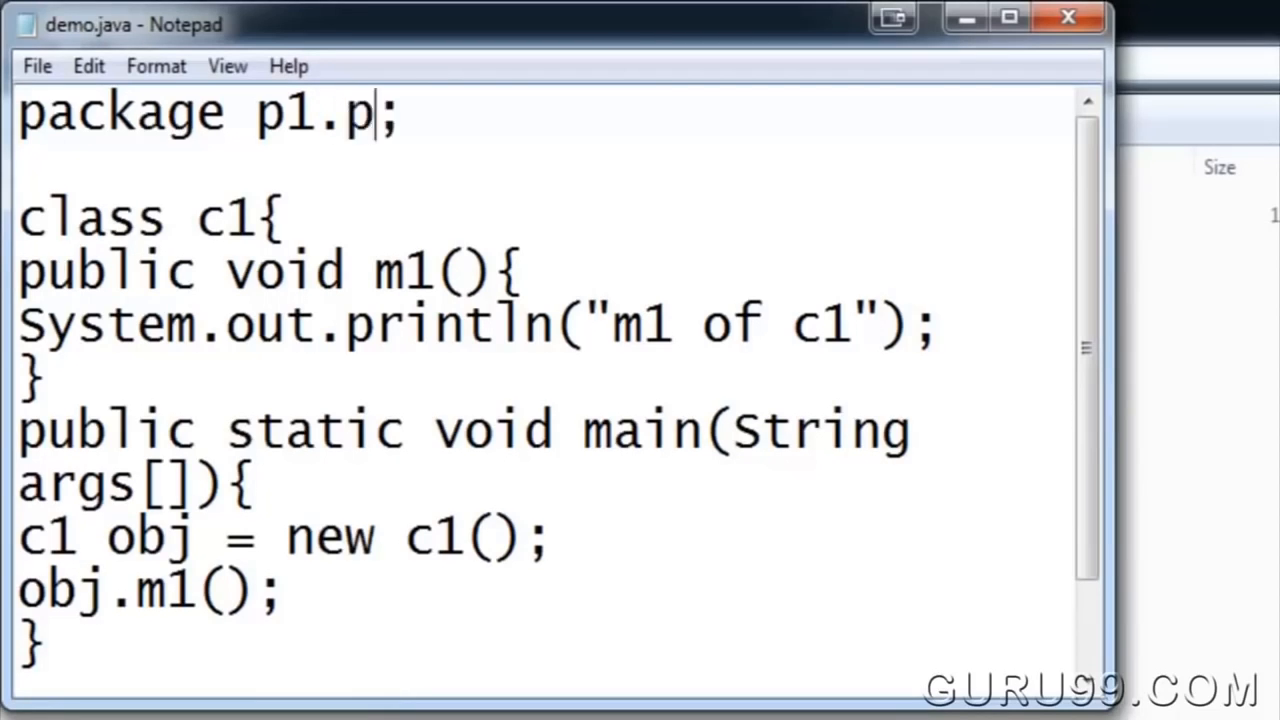 demo.java - Notepad
File Edit Format View Help
package p1.p;
Size
class c1{
1
public void m1(){
System.out.println("m1 of c1");
}
public static void main(String
args[]){
c1 obj = new c1();
obj.m1();
}
GURU99.COM